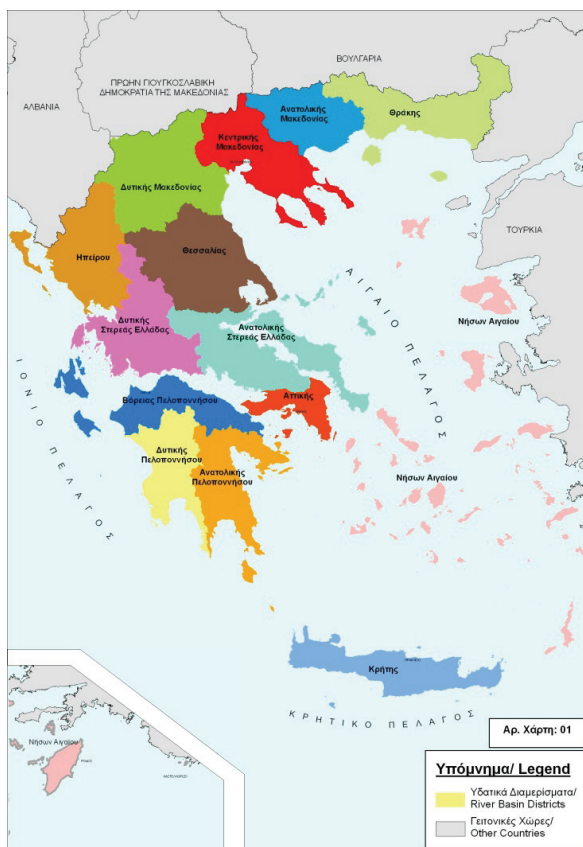 ΒΟΥΛΓΑΡΙΑ
ΠΡΩΗΝ ΓΙΟΥΓΚΟΣΛΑΒΙΚΗ
ΔΗΜΟΚΡΑΤΙΑ ΤΗΣ ΜΑΚΕΔΟΝΙΑΣ
ΑΛΒΑΝΙΑ
Ανατολικής
Μακεδονίας
Θράκης
Κεντρικής
Μακεδονίας
Δυτικής Μακεδονίας
ΤΟΥΡΚΙΑ
Θεσσαλίας
Ηπείρου
ΑΙΓΑΙΟ ΠΕΛΑΓΟΣ
Νήσων Αιγαίου
Δυτικής
Στερεάς Ελλάδας
Ανατολικής
Στερεάς Ελλάδας
ΙΟΝΙΟ ΠΕΛΑΓΟΣ
Αττικής
Βορειας Πελοποννήσου
Δυτικής
Πελοποννήσου
Ανατολικής
Πελοποννήσου
Νήσων Αιγαίου
Κρήτης
ΚΡΗΤΙΚΟ ΠΕΛΑΓΟΣ
Νήσων Αιγαίου
Αρ. Χάρτη: 01
Υπόμνημα/ Legend
Υδατικά Διαμερίσματα/
River Basin Districts
Γειτονικές Χώρες/
Other Countries